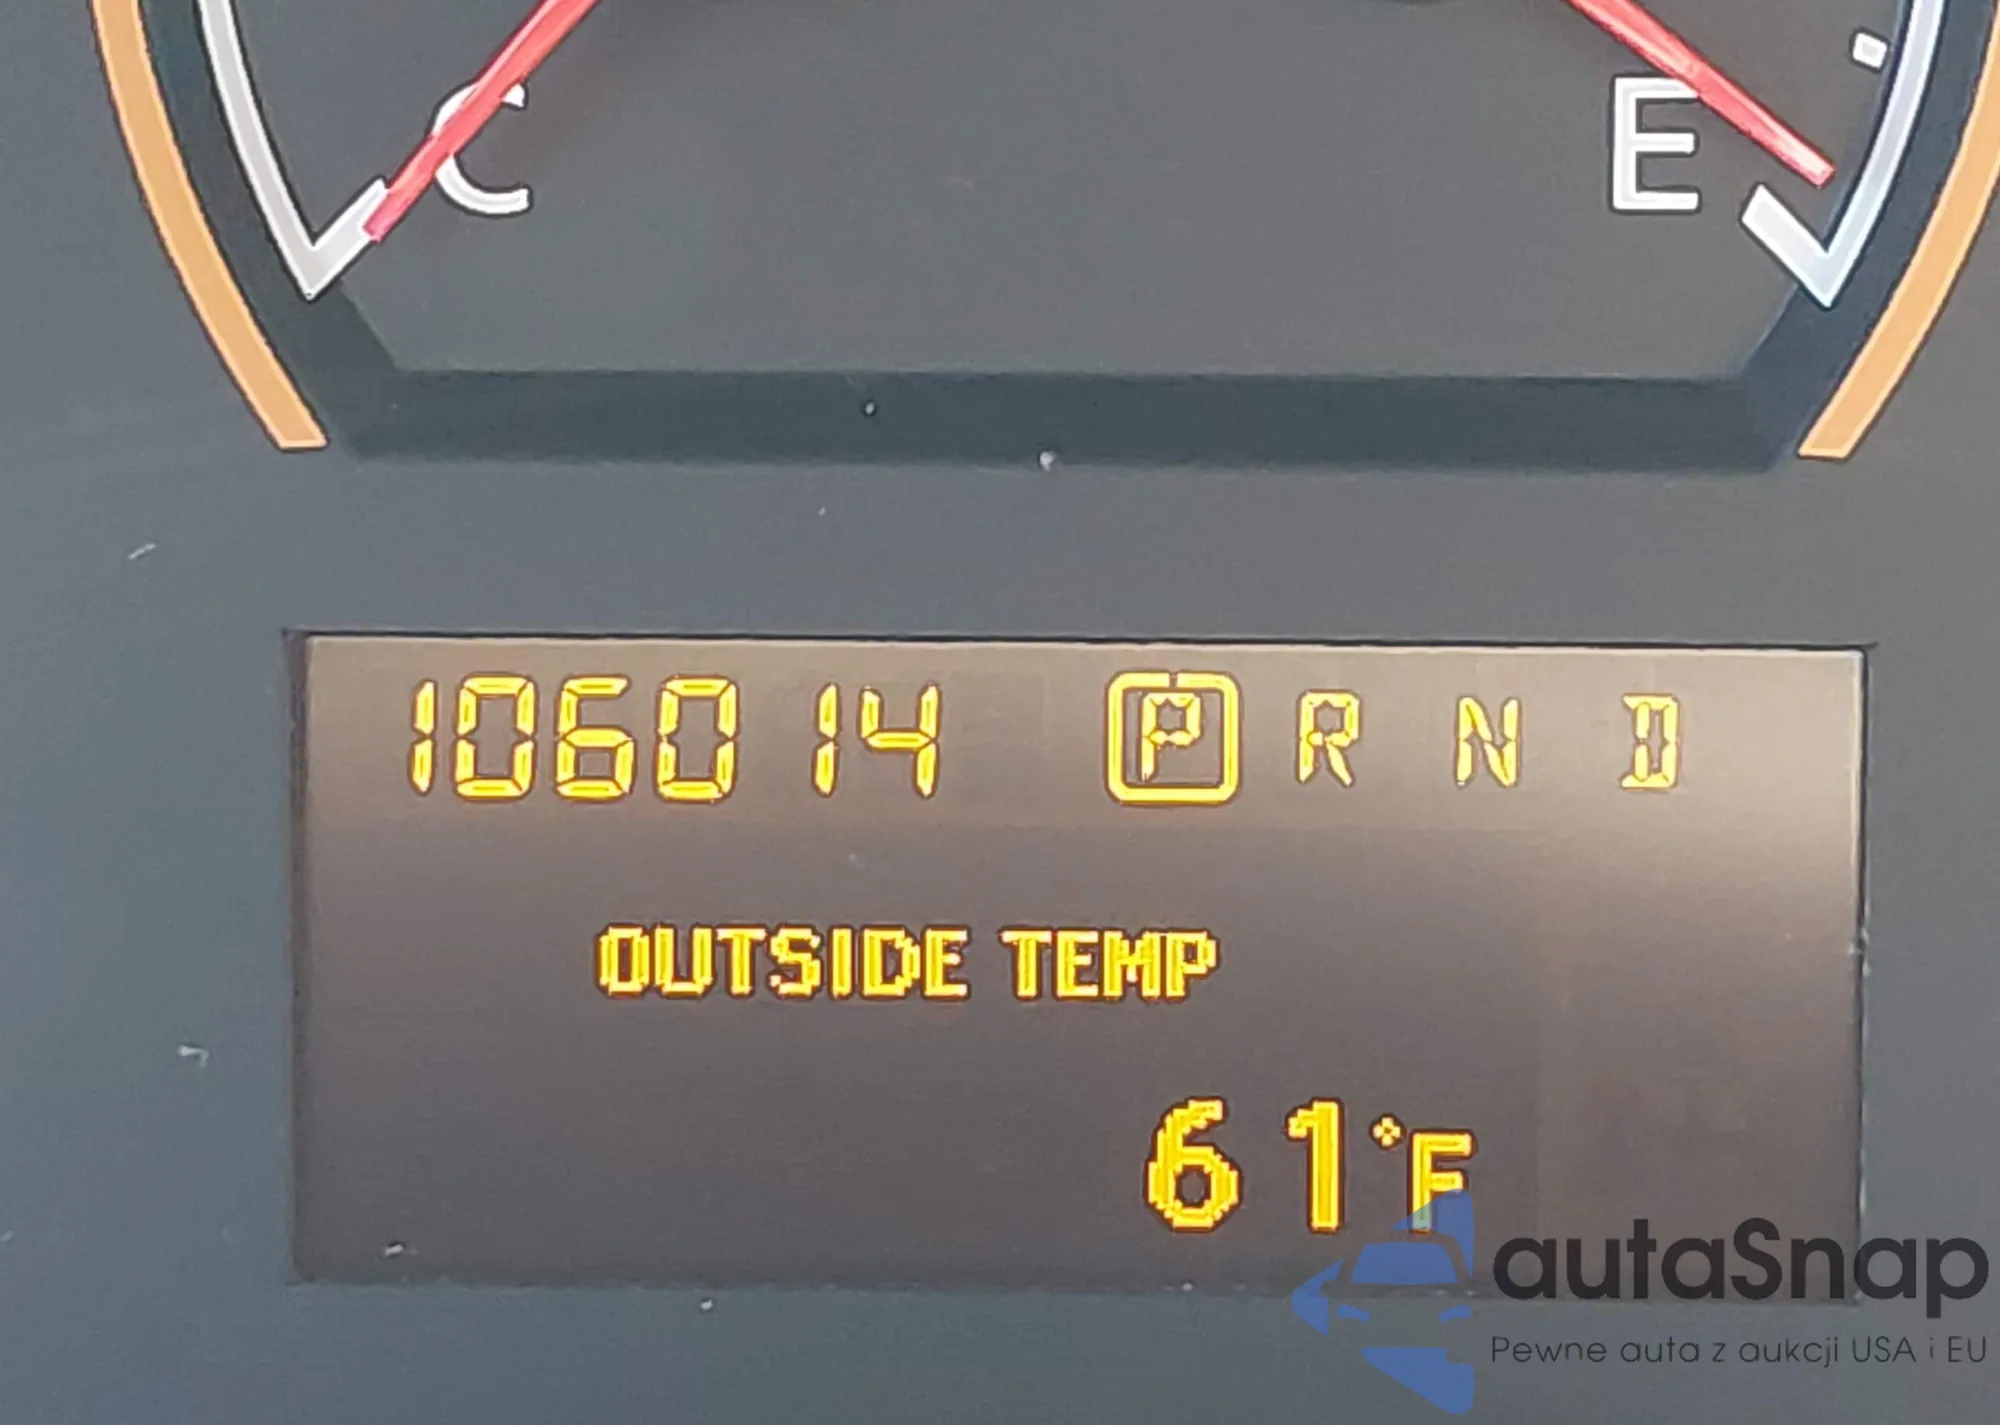 C E
106014 P R N D
OUTSIDE TEMP
61°F
autaSnap
Pewne auta z aukcji USA i EU